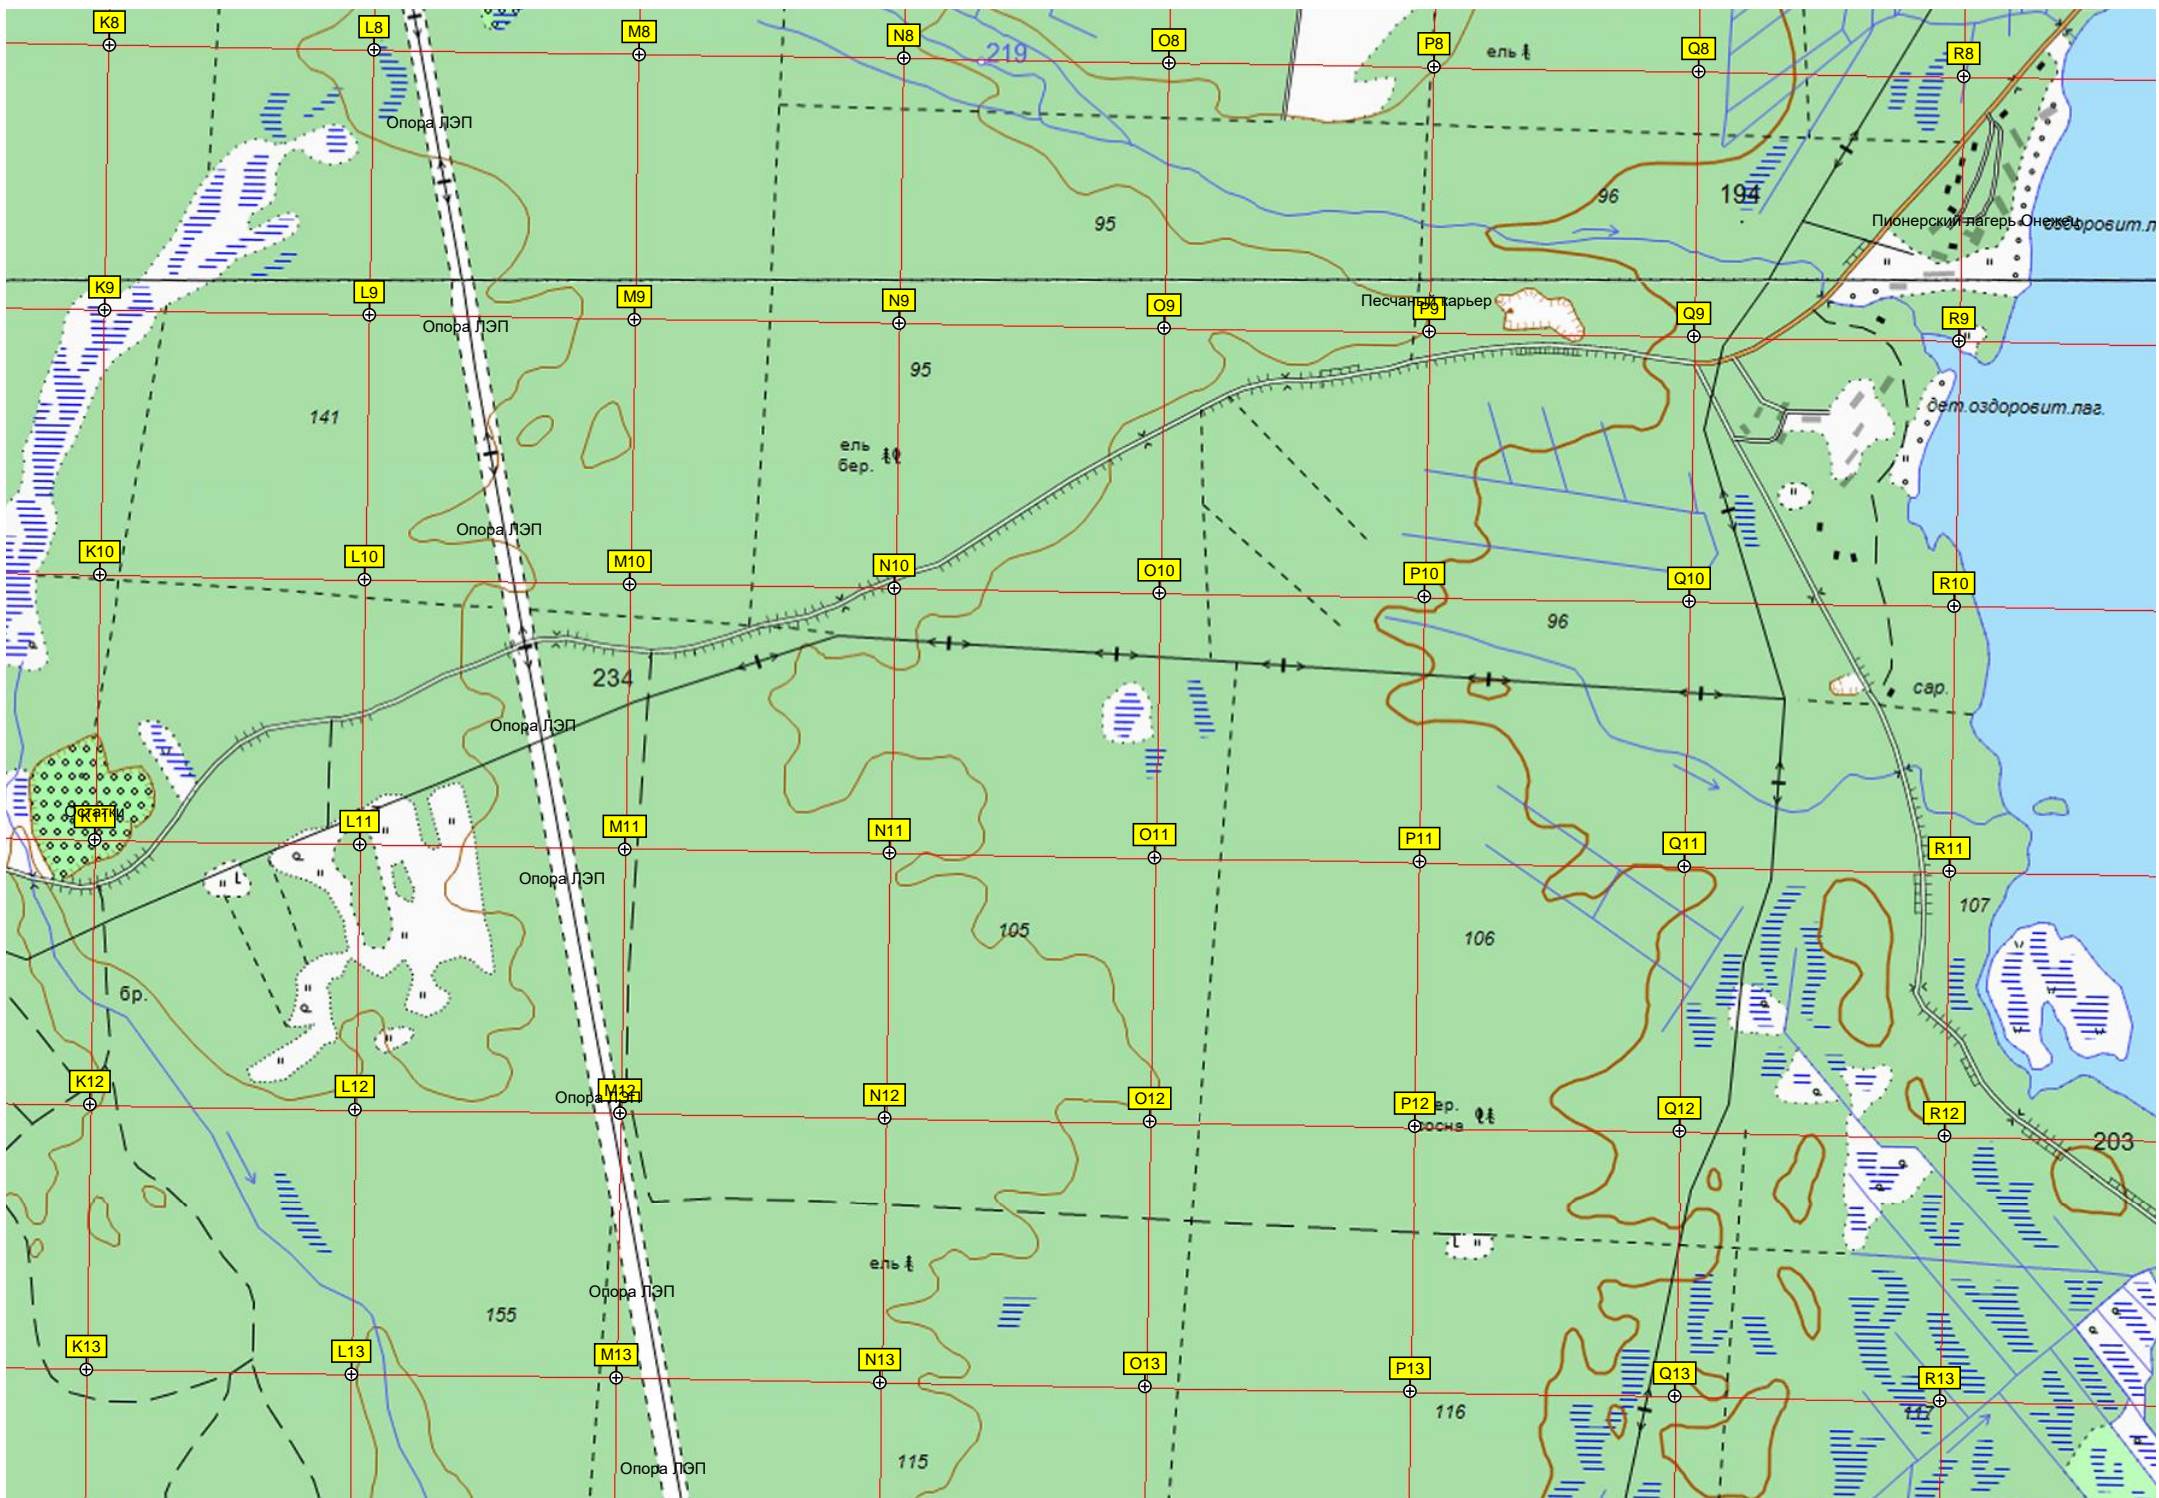 K8
L8
M8
N8
219
O8
P8
ель
Q8
R8
Опора ЛЭП
95
96
194
Пионерский лагерь Онежец
K9
L9
Опора ЛЭП
M9
N9
O9
Песчаный карьер
P9
Q9
R9
141
95
ель
бер.
дет.оздоровит.лаг.
Опора ЛЭП
K10
L10
M10
N10
O10
P10
Q10
R10
96
234
сар.
Опора ЛЭП
Остатки
K11
L11
M11
N11
O11
P11
Q11
R11
Опора ЛЭП
105
106
107
бр.
K12
L12
M12
Опора ЛЭП
N12
O12
P12
Q12
R12
203
ель
Опора ЛЭП
155
K13
L13
M13
N13
O13
P13
Q13
R13
116
117
115
Опора ЛЭП